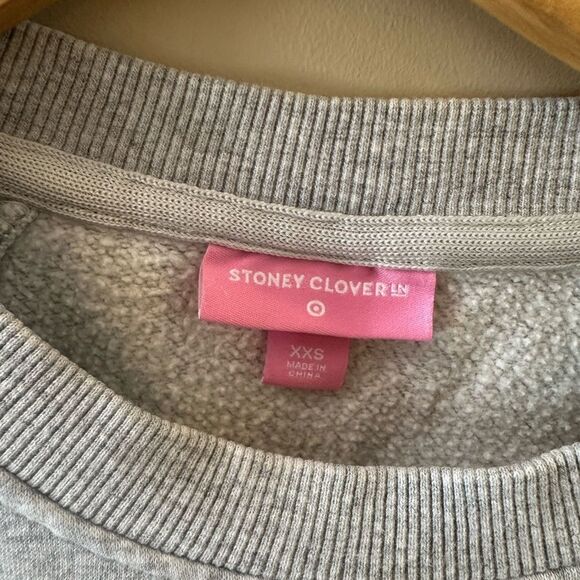 STONEY CLOVER LN
XXS
MADE IN
CHINA